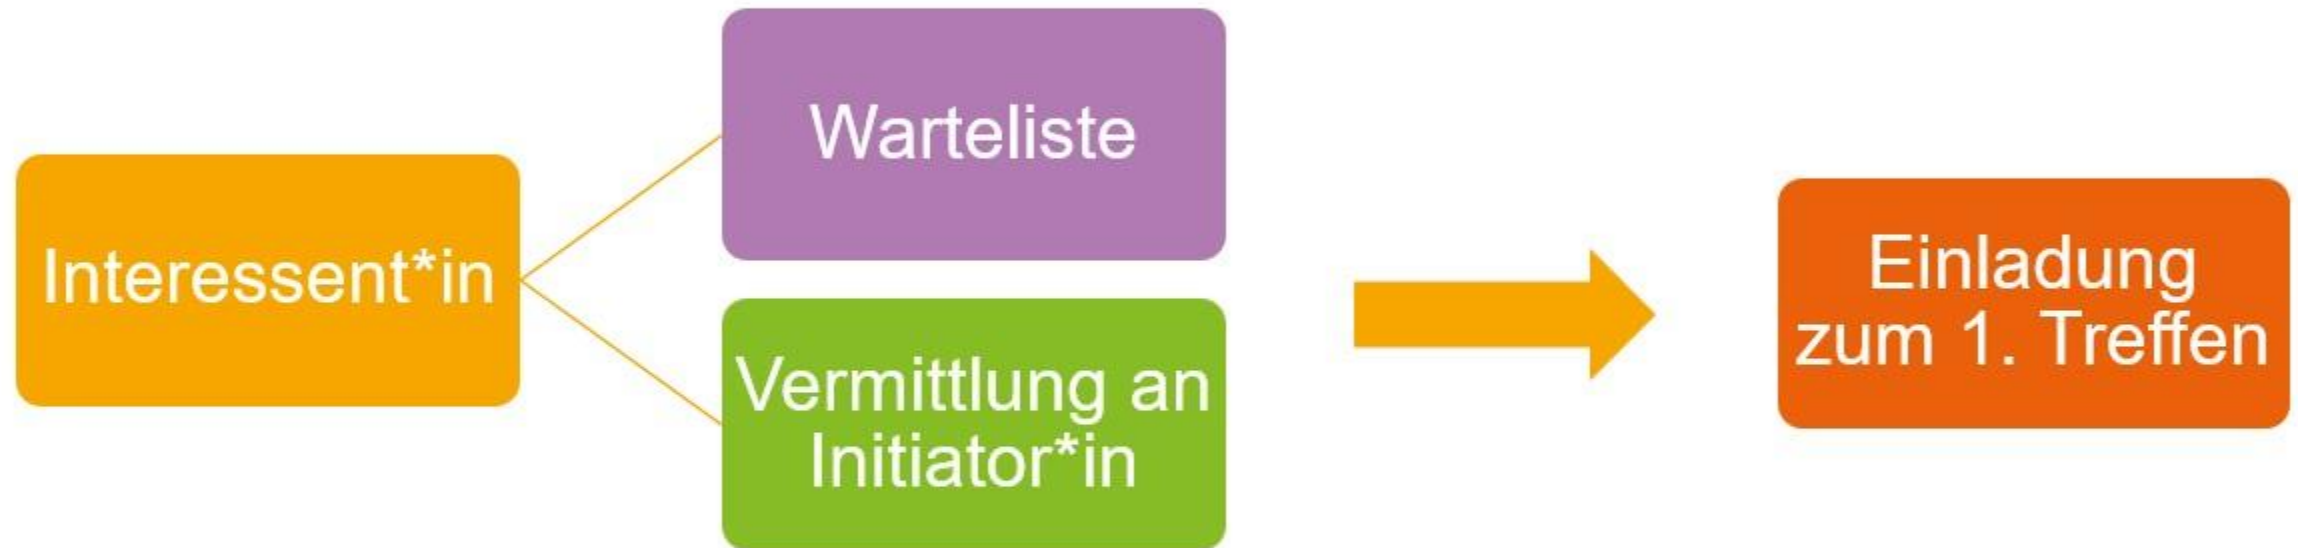 Interessent*in
Warteliste
Vermittlung an
Initiator*in
Einladung
zum 1. Treffen